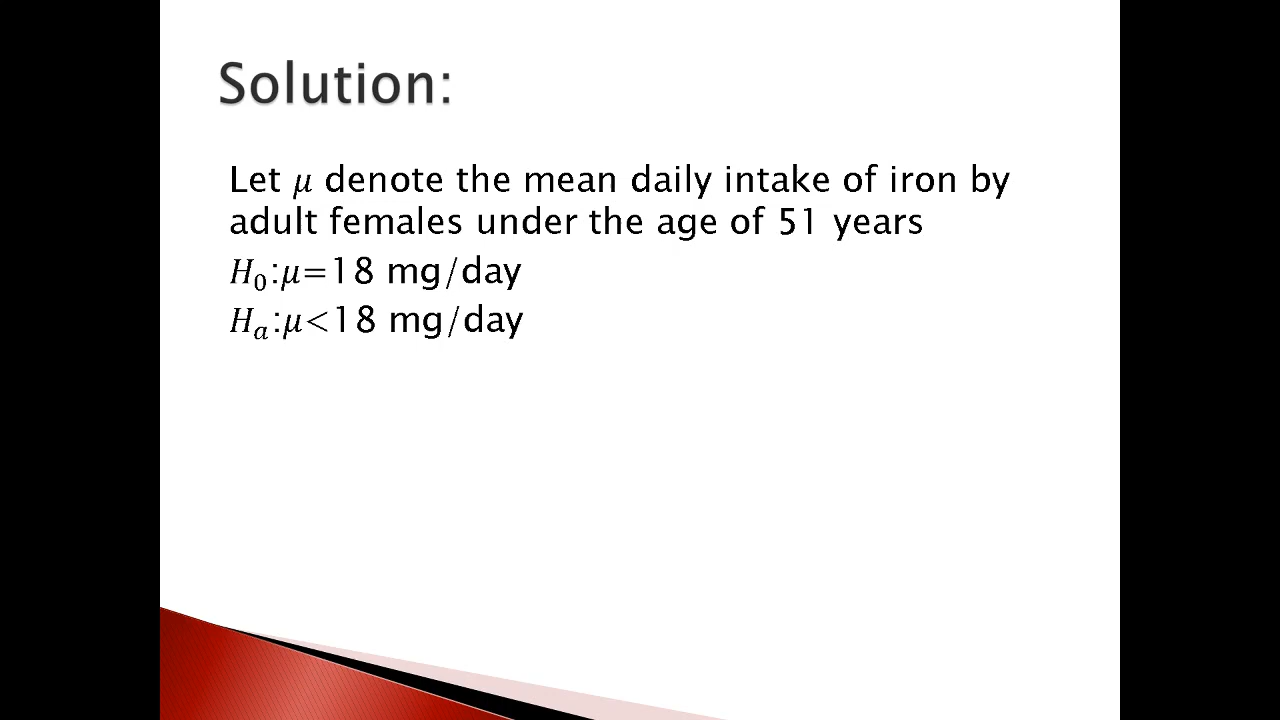 Solution:
Let 𝜇 denote the mean daily intake of iron by
adult females under the age of 51 years
𝐻₀:𝜇=18 mg/day
𝐻ₐ:𝜇<18 mg/day